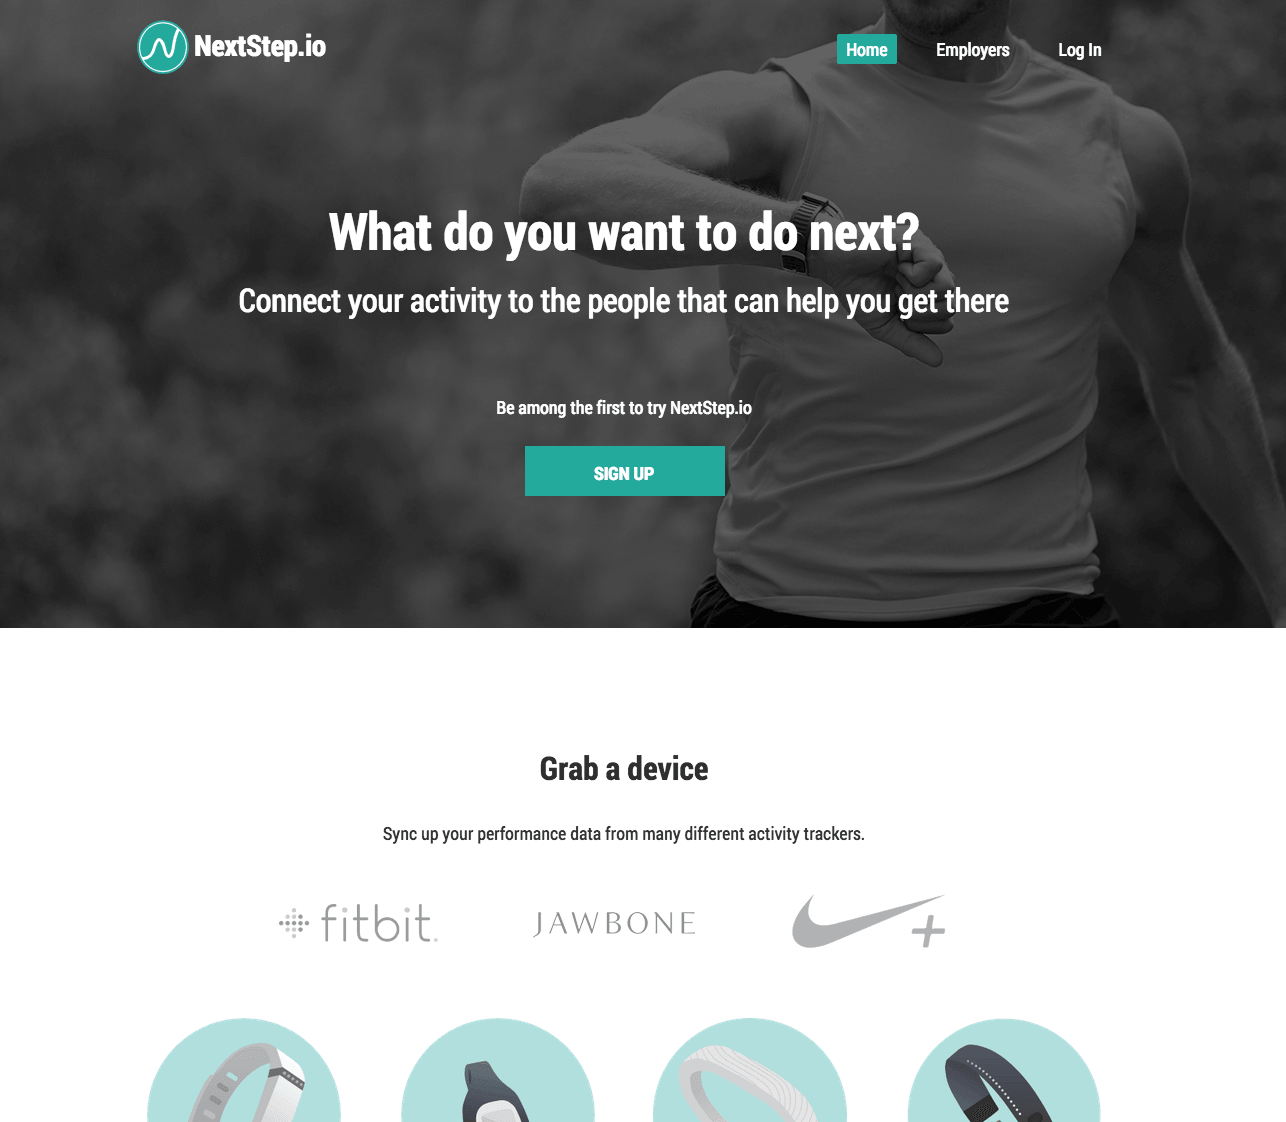 NextStep.io
Home
Employers
Log In
What do you want to do next?
Connect your activity to the people that can help you get there
Be among the first to try NextStep.io
SIGN UP
Grab a device
Sync up your performance data from many different activity trackers.
fitbit.
JAWBONE
+